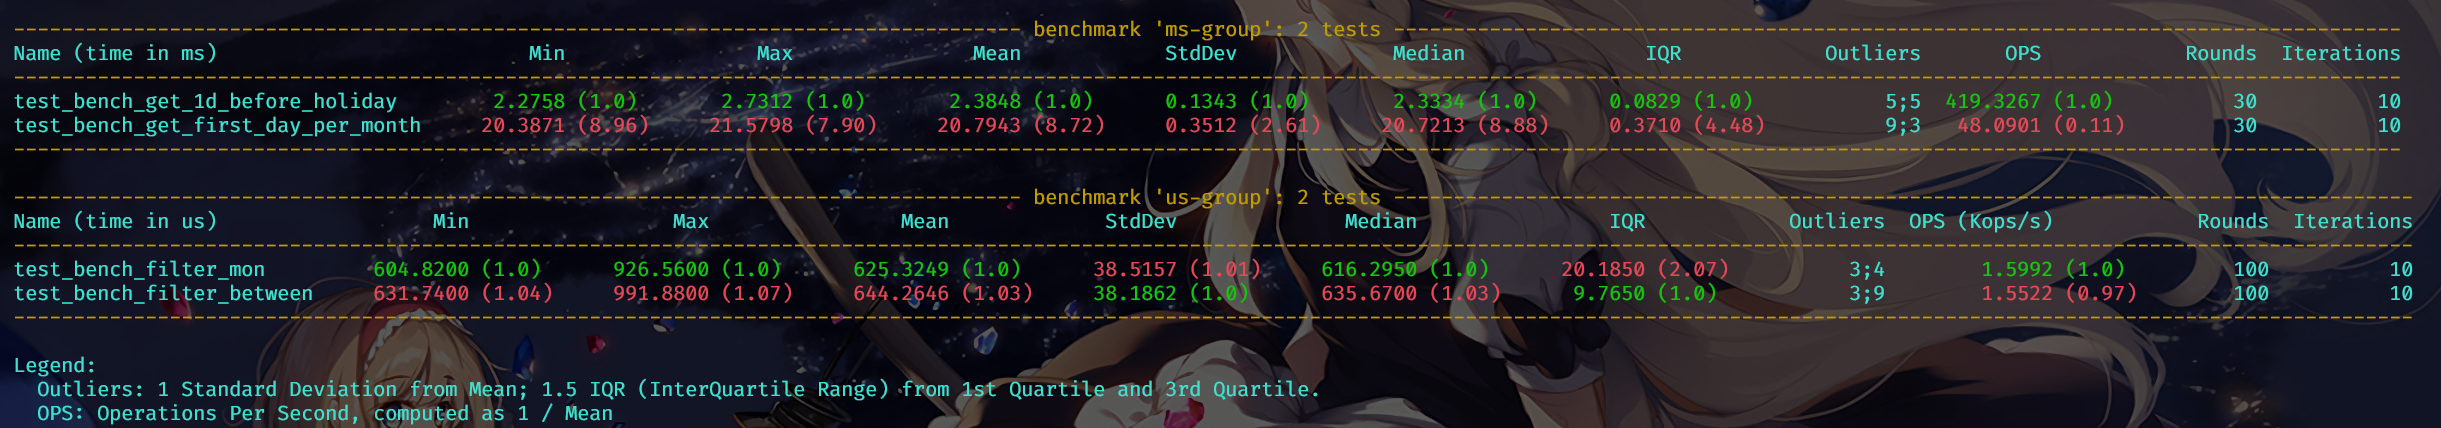 benchmark 'ms-group': 2 tests
Name (time in ms) Min Max Mean StdDev Median IQR Outliers OPS Rounds Iterations
test_bench_get_1d_before_holiday 2.2758 (1.0) 2.7312 (1.0) 2.3848 (1.0) 0.1343 (1.0) 2.3334 (1.0) 0.0829 (1.0) 5;5 419.3267 (1.0) 30 10
test_bench_get_first_day_per_month 20.3871 (8.96) 21.5798 (7.90) 20.7943 (8.72) 0.3512 (2.61) 20.7213 (8.88) 0.3710 (4.48) 9;3 48.0901 (0.11) 30 10
benchmark 'us-group': 2 tests
Name (time in us) Min Max Mean StdDev Median IQR Outliers OPS (Kops/s) Rounds Iterations
test_bench_filter_mon 604.8200 (1.0) 926.5600 (1.0) 625.3249 (1.0) 38.5157 (1.01) 616.2950 (1.0) 20.1850 (2.07) 3;4 1.5992 (1.0) 100 10
test_bench_filter_between 631.7400 (1.04) 991.8800 (1.07) 644.2646 (1.03) 38.1862 (1.0) 635.6700 (1.03) 9.7650 (1.0) 3;9 1.5522 (0.97) 100 10
Legend:
Outliers: 1 Standard Deviation from Mean; 1.5 IQR (InterQuartile Range) from 1st Quartile and 3rd Quartile.
OPS: Operations Per Second, computed as 1 / Mean